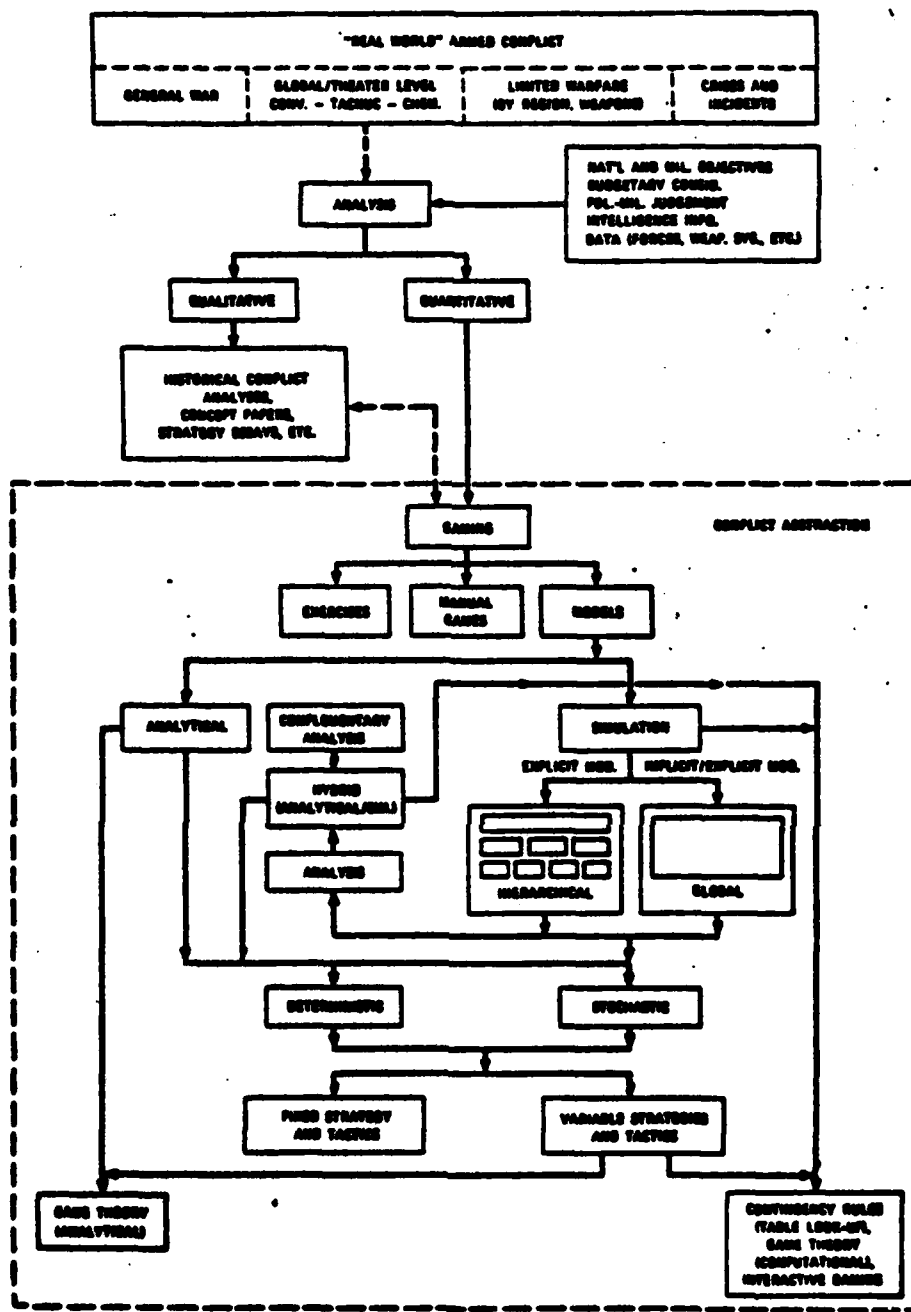 "REAL WORLD" ARMED CONFLICT
GENERAL WAR
GLOBAL/THEATER LEVEL
CONV. - TACNUC - CHEM.
LIMITED WARFARE
(BY REGION, WEAPONS)
CRISES AND
INCIDENTS
NAT'L AND MIL. OBJECTIVES
BUDGETARY CONSID.
POL.-MIL. JUDGEMENT
INTELLIGENCE INFO.
DATA (FORCES, WEAP. SYS., ETC.)
ANALYSIS
QUALITATIVE
QUANTITATIVE
HISTORICAL CONFLICT
ANALYSES,
CONCEPT PAPERS,
STRATEGY ESSAYS, ETC.
GAMING
CONFLICT ABSTRACTION
EXERCISES
MANUAL
GAMES
MODELS
ANALYTICAL
COMPLEMENTARY
ANALYSIS
SIMULATION
EXPLICIT MOD.
IMPLICIT/EXPLICIT MOD.
HYBRID
(ANALYTICAL/SIM.)
ANALYSIS
HIERARCHICAL
GLOBAL
DETERMINISTIC
STOCHASTIC
FIXED STRATEGY
AND TACTICS
VARIABLE STRATEGIES
AND TACTICS
GAME THEORY
(ANALYTICAL)
CONTINGENCY RULES
(TABLE LOOK-UP),
GAME THEORY
(COMPUTATIONAL),
INTERACTIVE GAMING